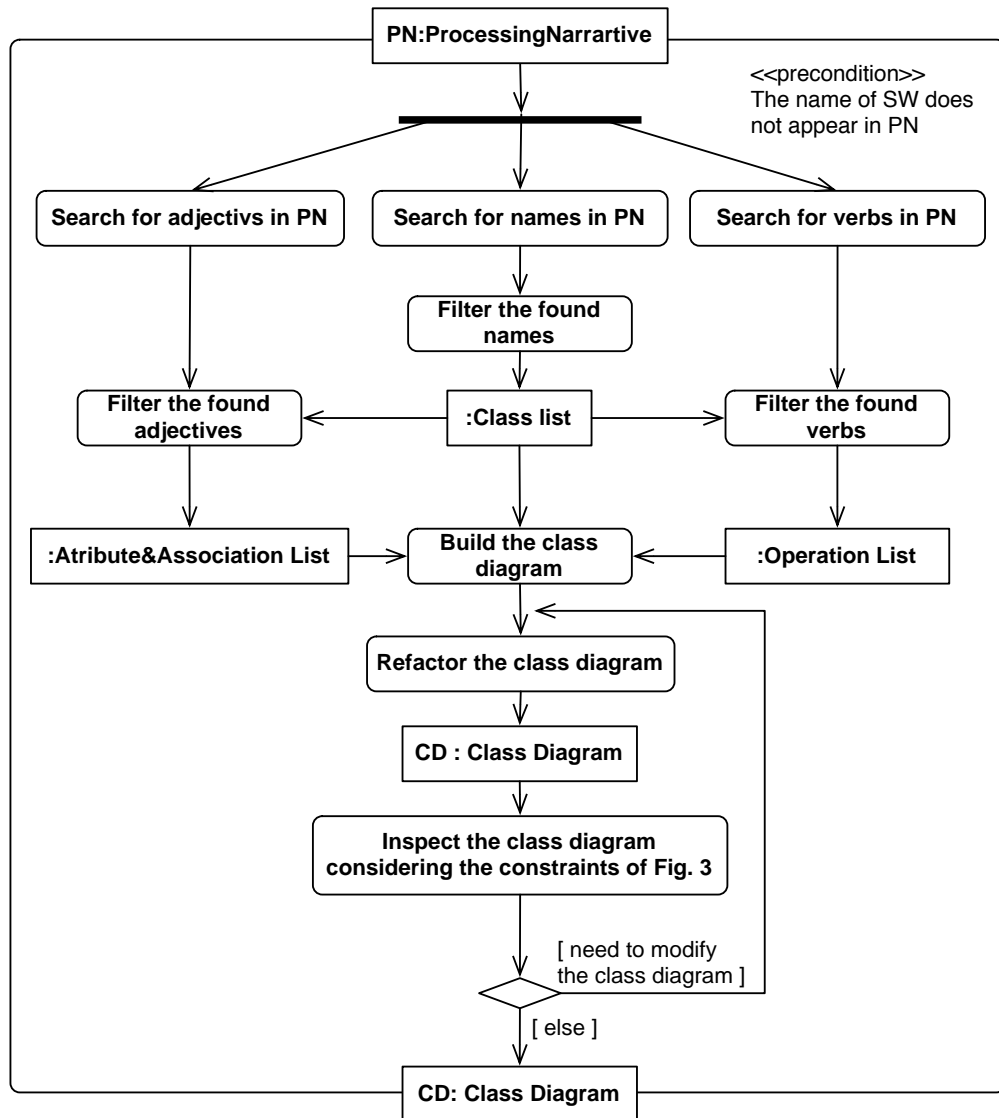 PN:ProcessingNarrartive
<<precondition>>
The name of SW does
not appear in PN
Search for adjectivs in PN
Search for names in PN
Search for verbs in PN
Filter the found
names
Filter the found
adjectives
:Class list
Filter the found
verbs
:Atribute&Association List
Build the class
diagram
:Operation List
Refactor the class diagram
CD : Class Diagram
Inspect the class diagram
considering the constraints of Fig. 3
[ need to modify
the class diagram ]
[ else ]
CD: Class Diagram